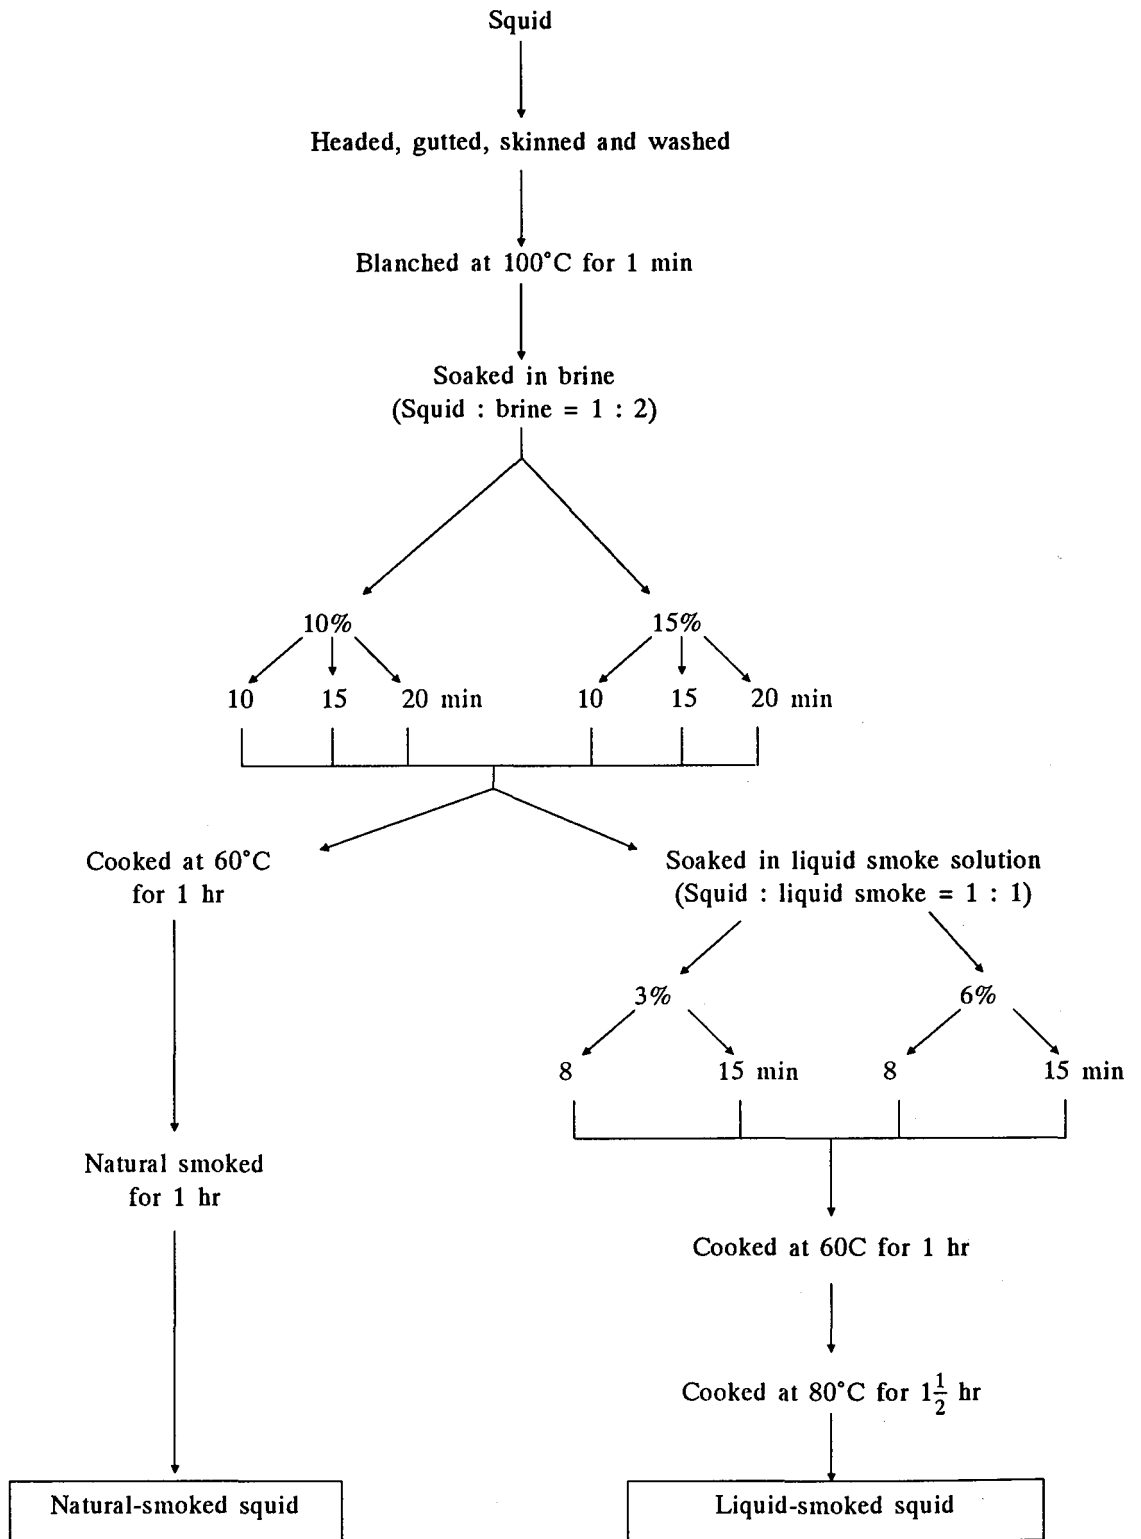 Squid
Headed, gutted, skinned and washed
Blanched at 100°C for 1 min
Soaked in brine
(Squid : brine = 1 : 2)
10% 15%
10 15 20 min 10 15 20 min
Cooked at 60°C
for 1 hr
Soaked in liquid smoke solution
(Squid : liquid smoke = 1 : 1)
3% 6%
8 15 min 8 15 min
Natural smoked
for 1 hr
Cooked at 60C for 1 hr
Cooked at 80°C for 1½ hr
Natural-smoked squid
Liquid-smoked squid